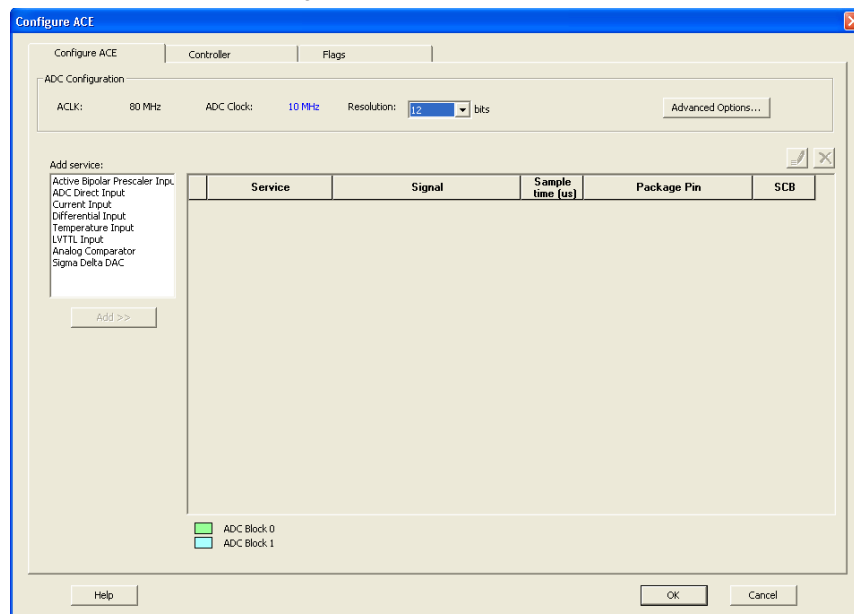 Configure ACE
Configure ACE Controller Flags
ADC Configuration
ACLK: 80 MHz ADC Clock: 10 MHz Resolution: 12 bits Advanced Options...
Add service:
Active Bipolar Prescaler Inpu
ADC Direct Input
Current Input
Differential Input
Temperature Input
LVTTL Input
Analog Comparator
Sigma Delta DAC
Add >>
Service Signal Sample time (us) Package Pin SCB
ADC Block 0
ADC Block 1
Help OK Cancel